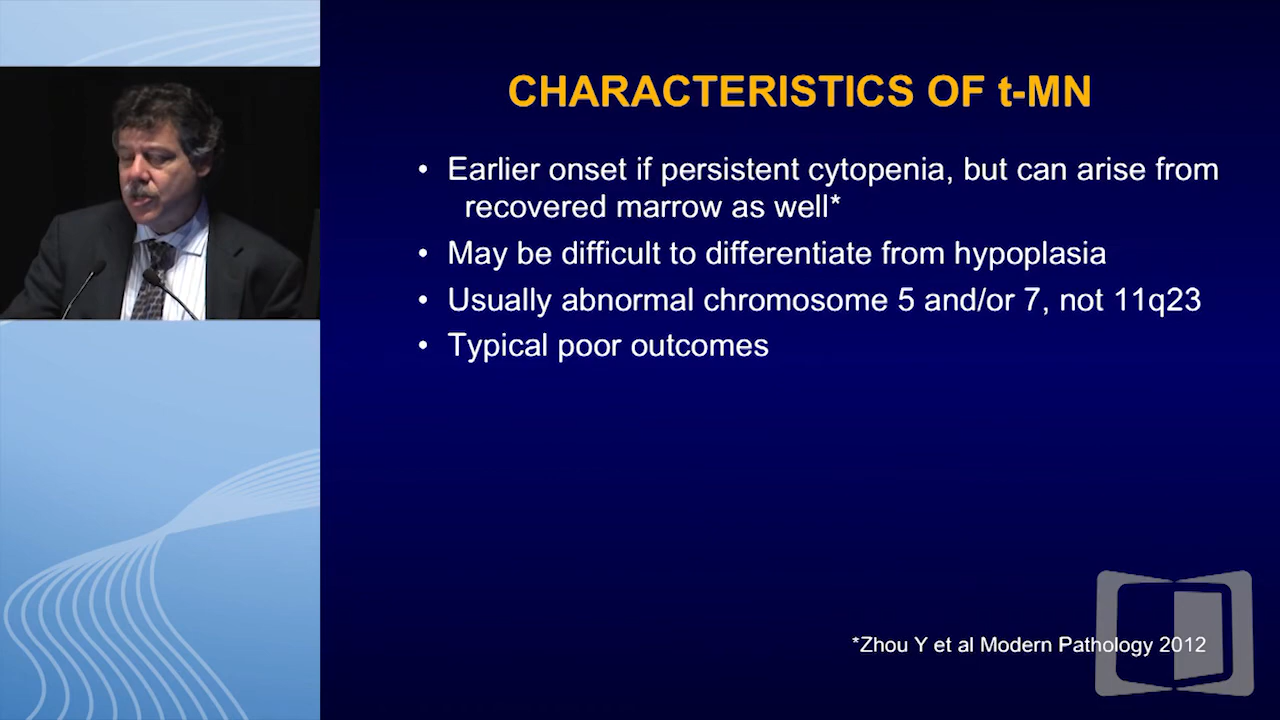 CHARACTERISTICS OF t-MN
• Earlier onset if persistent cytopenia, but can arise from
recovered marrow as well*
• May be difficult to differentiate from hypoplasia
• Usually abnormal chromosome 5 and/or 7, not 11q23
• Typical poor outcomes
*Zhou Y et al Modern Pathology 2012